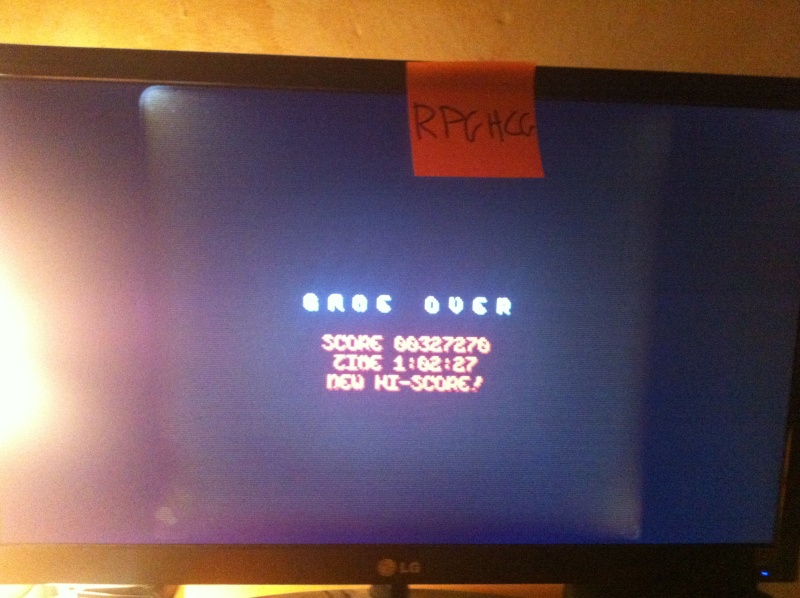 RPGHCG
GAME OVER
SCORE 00327270
TIME 1:02:27
NEW HI-SCORE!
LG